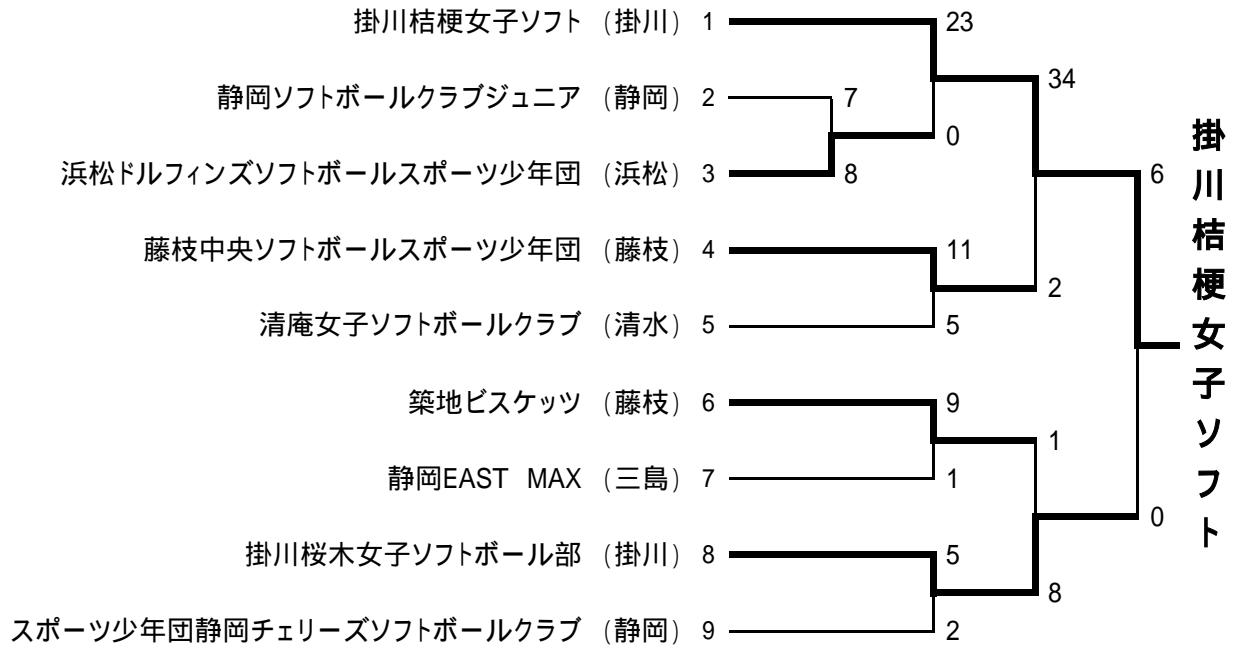 掛川桔梗女子ソフト (掛川) 1 23
34
静岡ソフトボールクラブジュニア (静岡) 2 7
0
浜松ドルフィンズソフトボールスポーツ少年団 (浜松) 3 8
6
藤枝中央ソフトボールスポーツ少年団 (藤枝) 4 11
2
清庵女子ソフトボールクラブ (清水) 5 5
築地ビスケッツ (藤枝) 6 9
1
静岡EAST MAX (三島) 7 1
0
掛川桜木女子ソフトボール部 (掛川) 8 5
8
スポーツ少年団静岡チェリーズソフトボールクラブ (静岡) 9 2
掛川桔梗女子ソフト